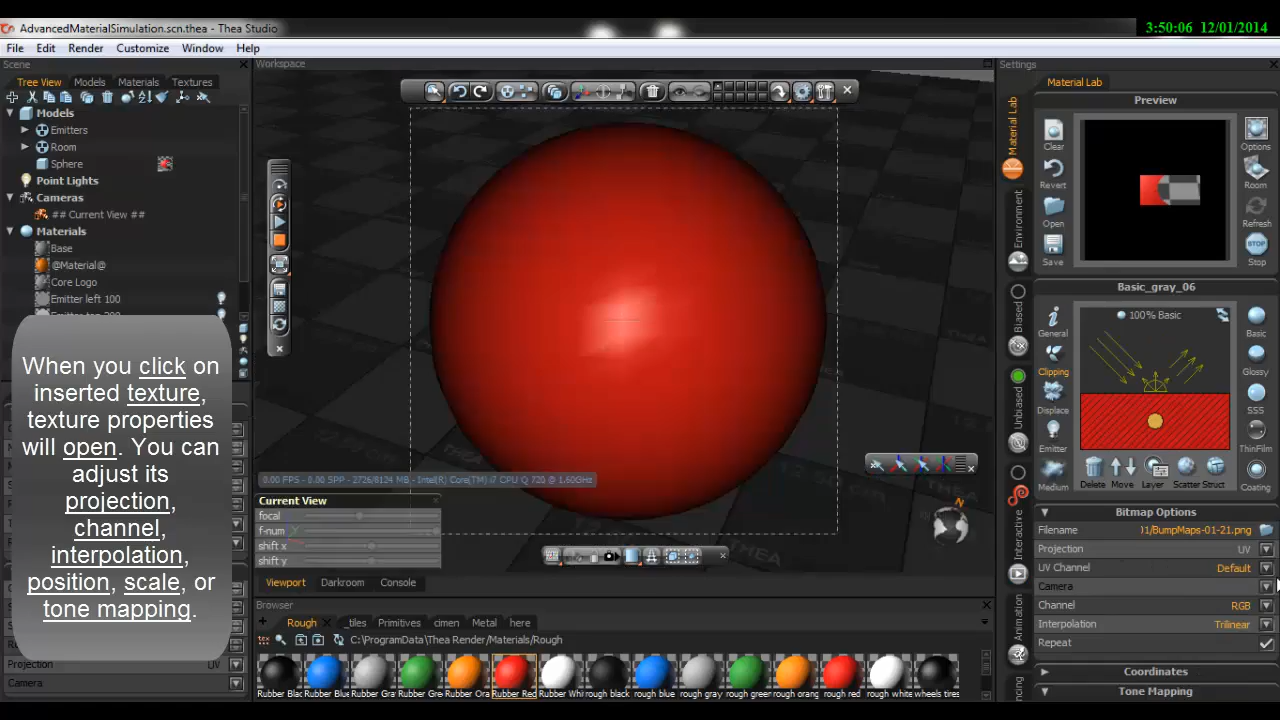 AdvancedMaterialSimulation.scn.thea - Thea Studio
3:50:06 12/01/2014
File Edit Render Customize Window Help
Scene
Tree View Models Materials Textures
Models
Emitters
Room
Sphere
Point Lights
Cameras
## Current View ##
Materials
Base
@Material@
Core Logo
Emitter left 100
When you click on
inserted texture,
texture properties
will open. You can
adjust its
projection,
channel,
interpolation,
position, scale, or
tone mapping.
Projection UV
Camera
Workspace
0.00 FPS - 0.00 SPP - 2726/6124 MB - Intel(R) Core(TM) i7 CPU Q 720 @ 1.60GHz
Current View
focal
f-num
shift x
shift y
Viewport Darkroom Console
Browser
Rough _tiles Primitives cimen Metal here
C:\ProgramData\Thea Render/Materials/Rough
Rubber Blac Rubber Blu Rubber Gra Rubber Gre Rubber Ora Rubber Red Rubber Whi rough black rough blue rough gray rough green rough orang rough red rough white wheels tires
Settings
Material Lab
Preview
Clear Options
Revert Room
Open Refresh
Save Stop
STOP
Basic_gray_06
100% Basic
General Basic
Clipping Glossy
Displace SSS
Emitter ThinFilm
Medium Delete Move Layer Scatter Struct Coating
Bitmap Options
Filename )1/BumpMaps-01-21.png
Projection UV
UV Channel Default
Camera
Channel RGB
Interpolation Trilinear
Repeat
Coordinates
Tone Mapping
Material Lab
Environment
Biased
Unbiased
Interactive
Animation